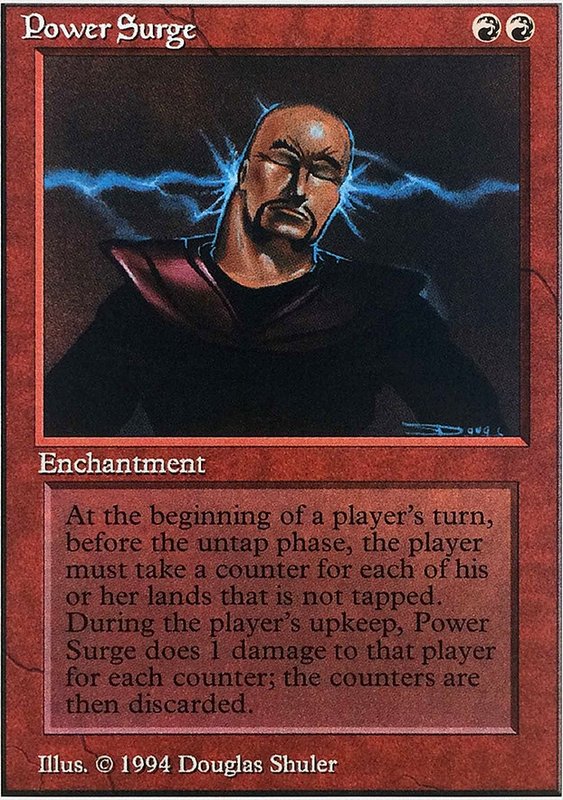 Power Surge
Enchantment
At the beginning of a player's turn,
before the untap phase, the player
must take a counter for each of his
or her lands that is not tapped.
During the player's upkeep, Power
Surge does 1 damage to that player
for each counter; the counters are
then discarded.
Illus. © 1994 Douglas Shuler